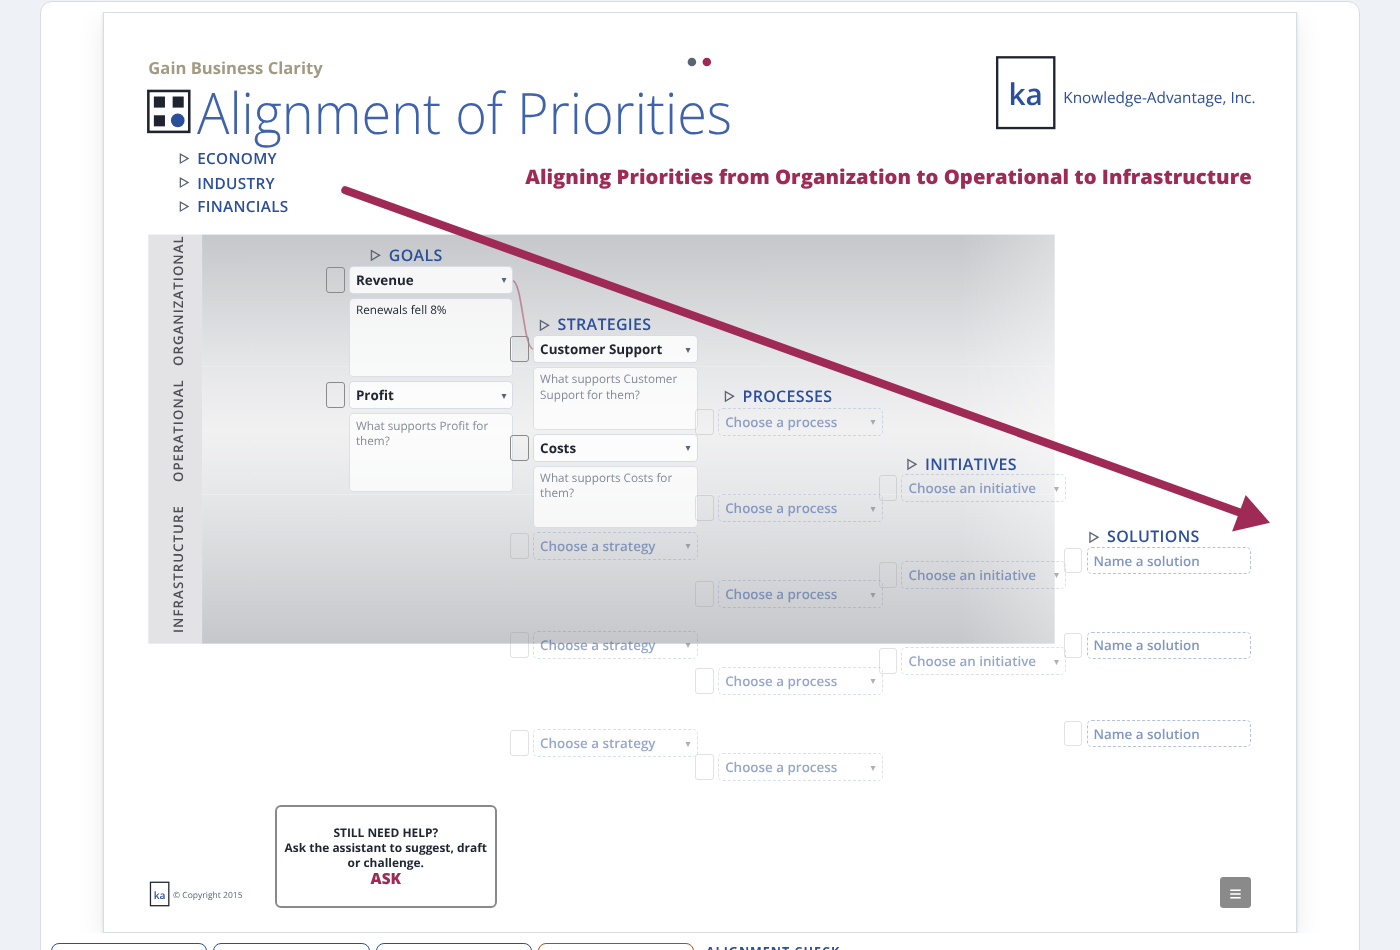 Gain Business Clarity
Alignment of Priorities
ka
Knowledge-Advantage, Inc.
ECONOMY
INDUSTRY
FINANCIALS
Aligning Priorities from Organization to Operational to Infrastructure
ORGANIZATIONAL
OPERATIONAL
INFRASTRUCTURE
GOALS
Revenue
Renewals fell 8%
Profit
What supports Profit for
them?
STRATEGIES
Customer Support
What supports Customer
Support for them?
Costs
What supports Costs for
them?
Choose a strategy
Choose a strategy
Choose a strategy
PROCESSES
Choose a process
Choose a process
Choose a process
Choose a process
Choose a process
INITIATIVES
Choose an initiative
Choose an initiative
Choose an initiative
SOLUTIONS
Name a solution
Name a solution
Name a solution
STILL NEED HELP?
Ask the assistant to suggest, draft
or challenge.
ASK
ka
© Copyright 2015
ALIGNMENT CHECK